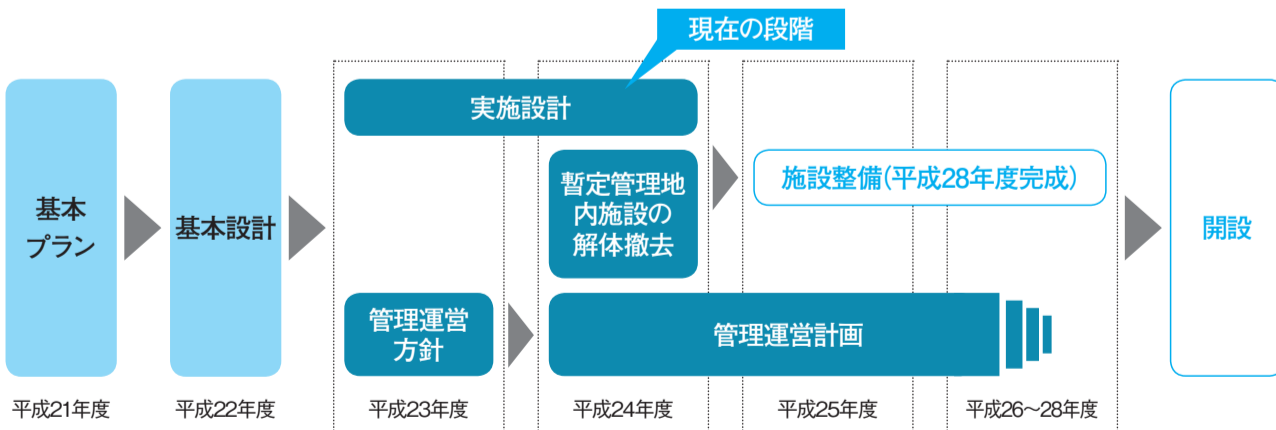 現在の段階
基本
プラン
基本設計
実施設計
暫定管理地
内施設の
解体撤去
施設整備(平成28年度完成)
管理運営
方針
管理運営計画
開設
平成21年度
平成22年度
平成23年度
平成24年度
平成25年度
平成26～28年度